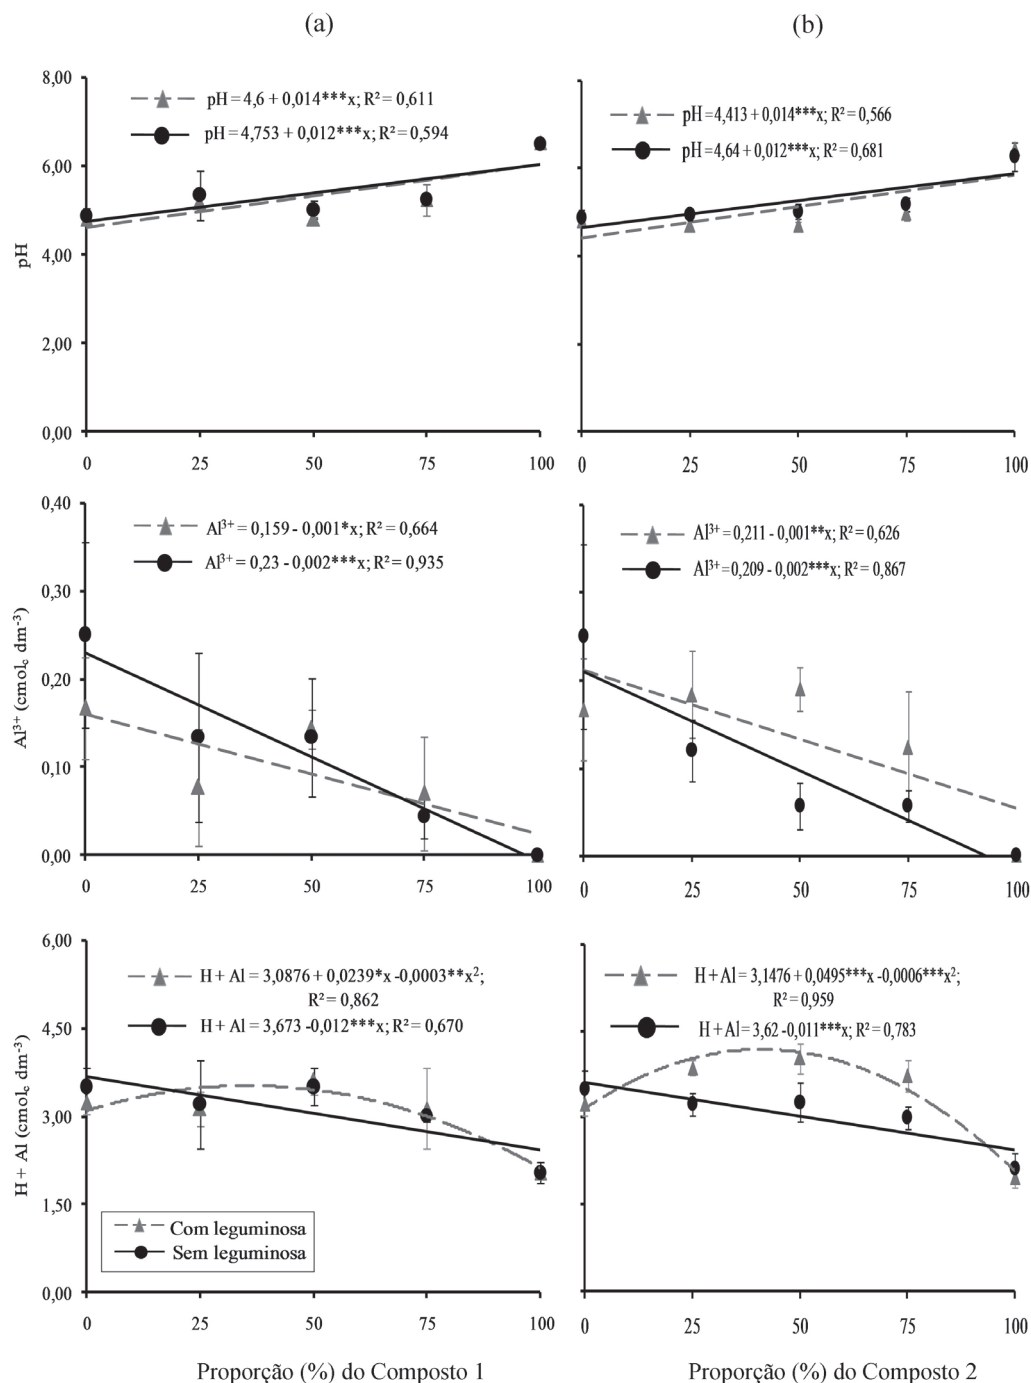 (a)
(b)
8,00
6,00
4,00
2,00
0,00
pH
pH = 4,6 + 0,014***x; R² = 0,611
pH = 4,753 + 0,012***x; R² = 0,594
pH = 4,413 + 0,014***x; R² = 0,566
pH = 4,64 + 0,012***x; R² = 0,681
0 25 50 75 100
0 25 50 75 100
0,40
0,30
0,20
0,10
0,00
Al³⁺ (cmol꜀ dm⁻³)
Al³⁺ = 0,159 - 0,001*x; R² = 0,664
Al³⁺ = 0,23 - 0,002***x; R² = 0,935
Al³⁺ = 0,211 - 0,001**x; R² = 0,626
Al³⁺ = 0,209 - 0,002***x; R² = 0,867
0 25 50 75 100
0 25 50 75 100
6,00
4,50
3,00
1,50
0,00
H + Al (cmol꜀ dm⁻³)
H + Al = 3,0876 + 0,0239*x -0,0003**x²;
R² = 0,862
H + Al = 3,673 -0,012***x; R² = 0,670
H + Al = 3,1476 + 0,0495***x -0,0006***x²;
R² = 0,959
H + Al = 3,62 -0,011***x; R² = 0,783
Com leguminosa
Sem leguminosa
0 25 50 75 100
0 25 50 75 100
Proporção (%) do Composto 1
Proporção (%) do Composto 2